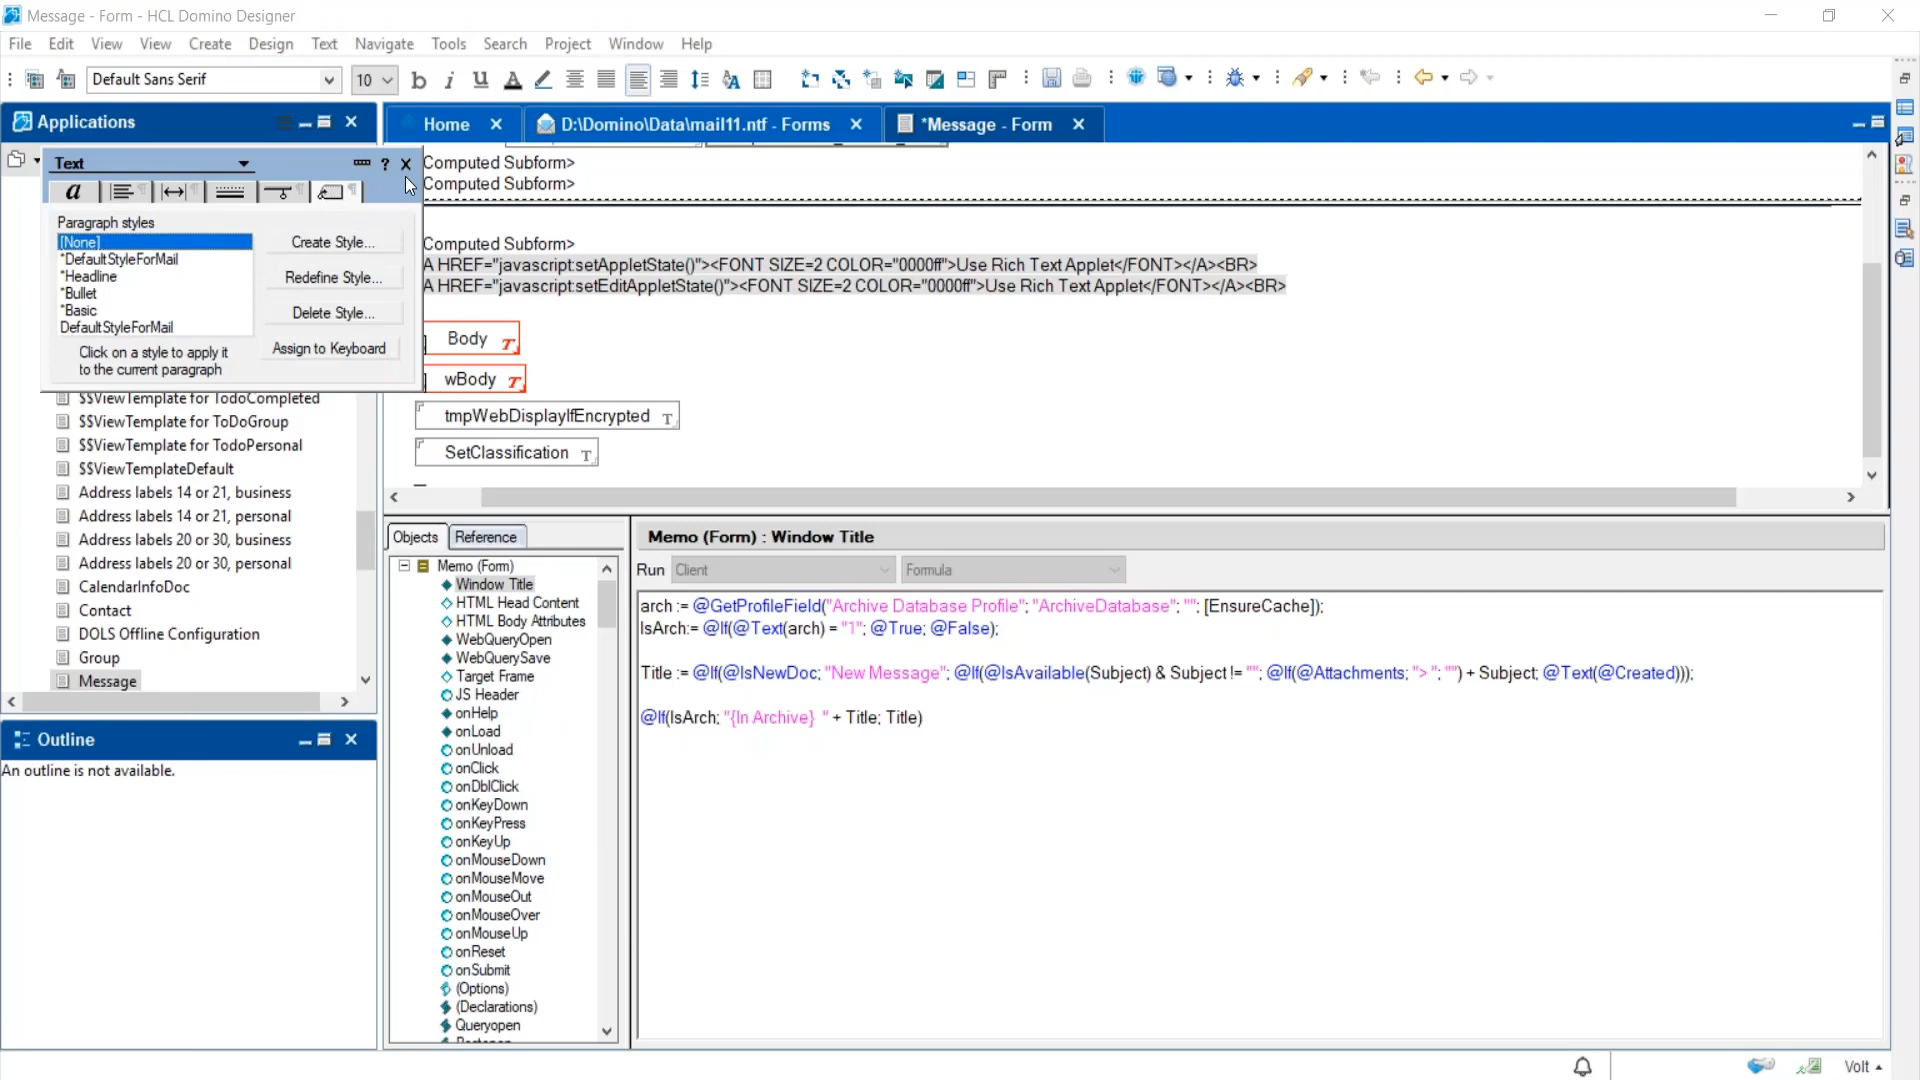 Message - Form - HCL Domino Designer
File Edit View View Create Design Text Navigate Tools Search Project Window Help
Default Sans Serif 10 b i u A
Applications
Home D:\Domino\Data\mail11.ntf - Forms *Message - Form
Text
a
Paragraph styles
[None]
*DefaultStyleForMail
*Headline
*Bullet
*Basic
DefaultStyleForMail
Create Style...
Redefine Style...
Delete Style...
Assign to Keyboard
Click on a style to apply it
to the current paragraph
$$ViewTemplate for TodoCompleted
$$ViewTemplate for ToDoGroup
$$ViewTemplate for TodoPersonal
$$ViewTemplateDefault
Address labels 14 or 21, business
Address labels 14 or 21, personal
Address labels 20 or 30, business
Address labels 20 or 30, personal
CalendarInfoDoc
Contact
DOLS Offline Configuration
Group
Message
Outline
An outline is not available.
Computed Subform>
Computed Subform>
Computed Subform>
A HREF="javascript:setAppletState()"><FONT SIZE=2 COLOR="0000ff">Use Rich Text Applet</FONT></A><BR>
A HREF="javascript:setEditAppletState()"><FONT SIZE=2 COLOR="0000ff">Use Rich Text Applet</FONT></A><BR>
Body T
wBody T
tmpWebDisplayIfEncrypted T
SetClassification T
Objects Reference
Memo (Form)
Window Title
HTML Head Content
HTML Body Attributes
WebQueryOpen
WebQuerySave
Target Frame
JS Header
onHelp
onLoad
onUnload
onClick
onDblClick
onKeyDown
onKeyPress
onKeyUp
onMouseDown
onMouseMove
onMouseOut
onMouseOver
onMouseUp
onReset
onSubmit
(Options)
(Declarations)
Queryopen
Memo (Form) : Window Title
Run Client Formula
arch := @GetProfileField("Archive Database Profile"; "ArchiveDatabase"; ""; [EnsureCache]);
IsArch:= @If(@Text(arch) = "1"; @True; @False);
Title := @If(@IsNewDoc; "New Message"; @If(@IsAvailable(Subject) & Subject != ""; @If(@Attachments; "> "; "") + Subject; @Text(@Created)));
@If(IsArch; "{In Archive}  " + Title; Title)
Volt